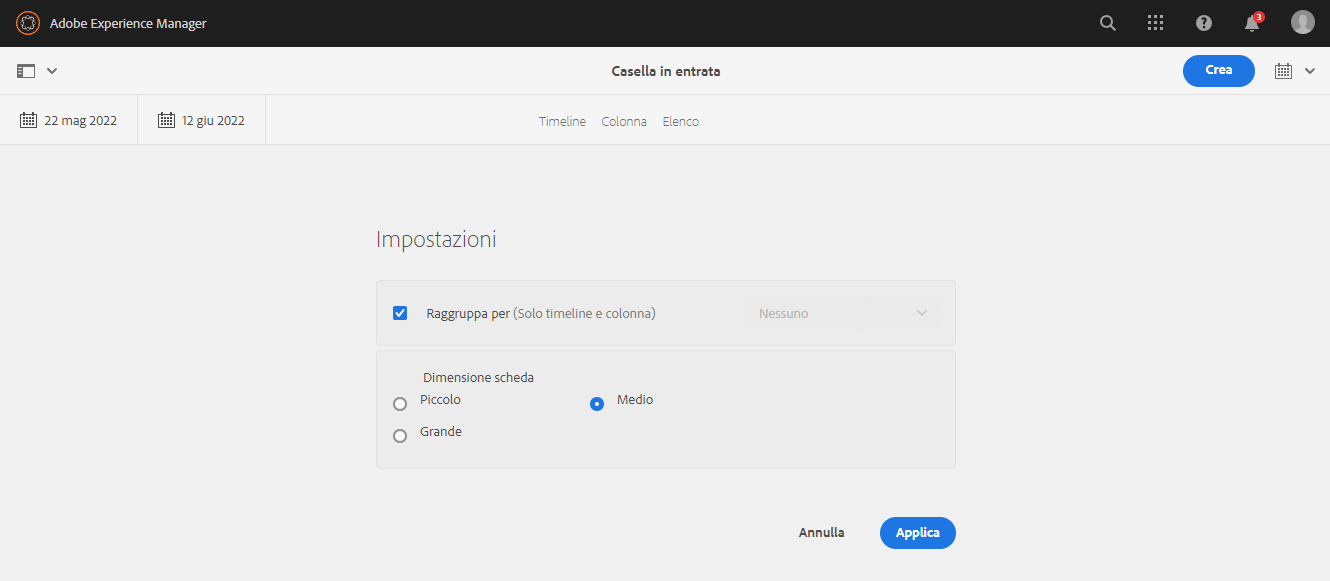 Adobe Experience Manager
3
Casella in entrata
Crea
22 mag 2022
12 giu 2022
Timeline Colonna Elenco
Impostazioni
Raggruppa per (Solo timeline e colonna)
Nessuno
Dimensione scheda
Piccolo
Medio
Grande
Annulla
Applica